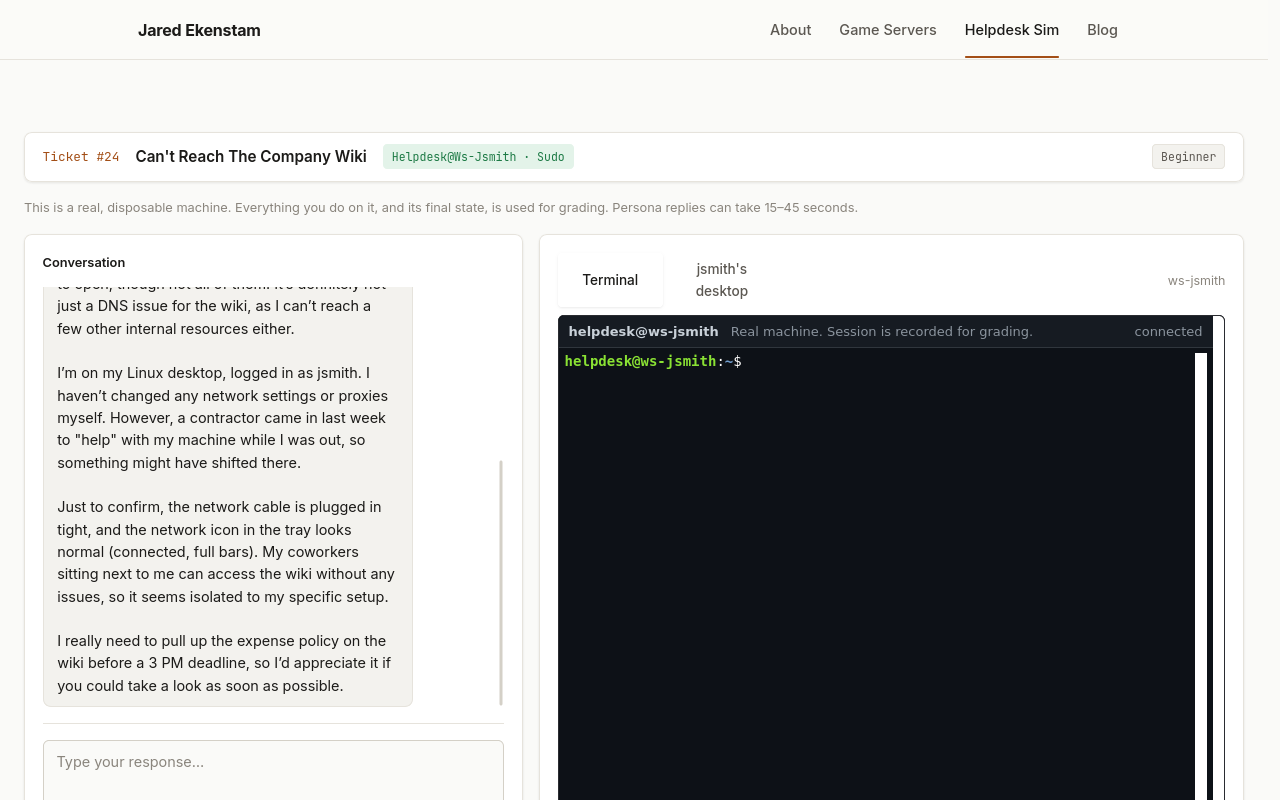 Jared Ekenstam
About
Game Servers
Helpdesk Sim
Blog
Ticket #24
Can't Reach The Company Wiki
Helpdesk@Ws-Jsmith · Sudo
Beginner
This is a real, disposable machine. Everything you do on it, and its final state, is used for grading. Persona replies can take 15–45 seconds.
Conversation
just a DNS issue for the wiki, as I can’t reach a
few other internal resources either.
I’m on my Linux desktop, logged in as jsmith. I
haven’t changed any network settings or proxies
myself. However, a contractor came in last week
to "help" with my machine while I was out, so
something might have shifted there.
Just to confirm, the network cable is plugged in
tight, and the network icon in the tray looks
normal (connected, full bars). My coworkers
sitting next to me can access the wiki without any
issues, so it seems isolated to my specific setup.
I really need to pull up the expense policy on the
wiki before a 3 PM deadline, so I’d appreciate it if
you could take a look as soon as possible.
Type your response...
Terminal
jsmith's
desktop
ws-jsmith
helpdesk@ws-jsmith Real machine. Session is recorded for grading. connected
helpdesk@ws-jsmith:~$